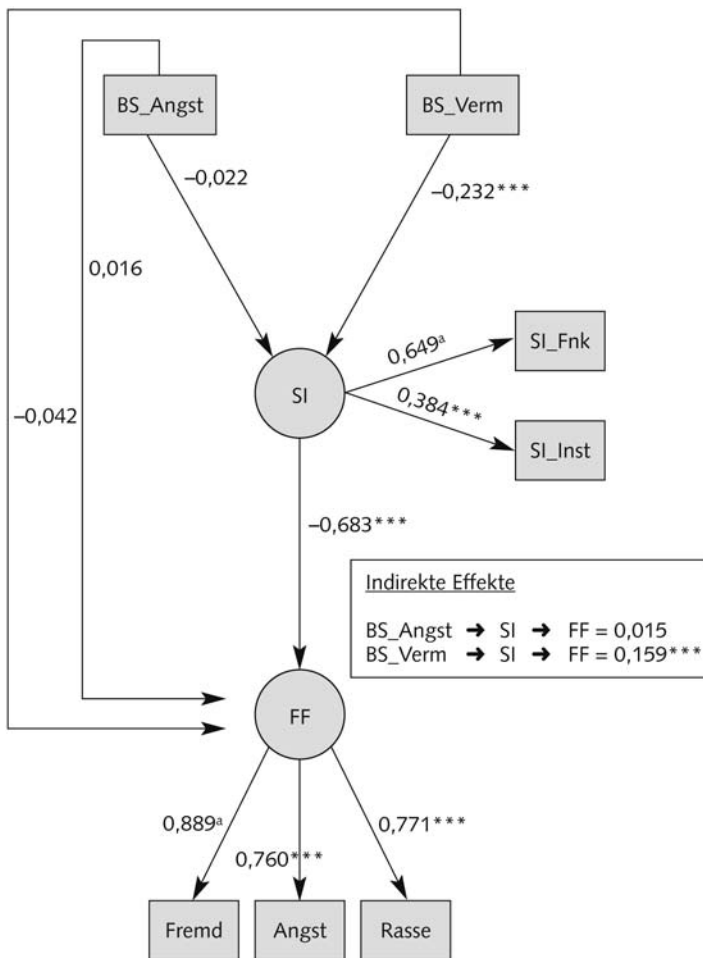 BS_Angst
BS_Verm
–0,022
–0,232***
0,016
SI_Fnk
0,649ᵃ
SI
0,384***
–0,042
SI_Inst
–0,683***
Indirekte Effekte
BS_Angst ➔ SI ➔ FF = 0,015
BS_Verm ➔ SI ➔ FF = 0,159***
FF
0,889ᵃ
0,771***
0,760***
Fremd
Angst
Rasse